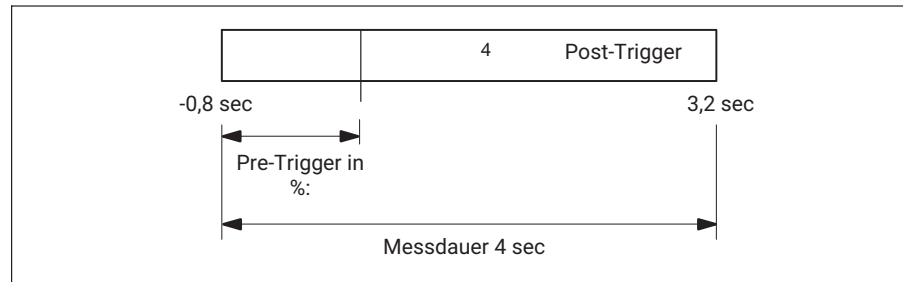 4 Post-Trigger
-0,8 sec 3,2 sec
Pre-Trigger in
%:
Messdauer 4 sec